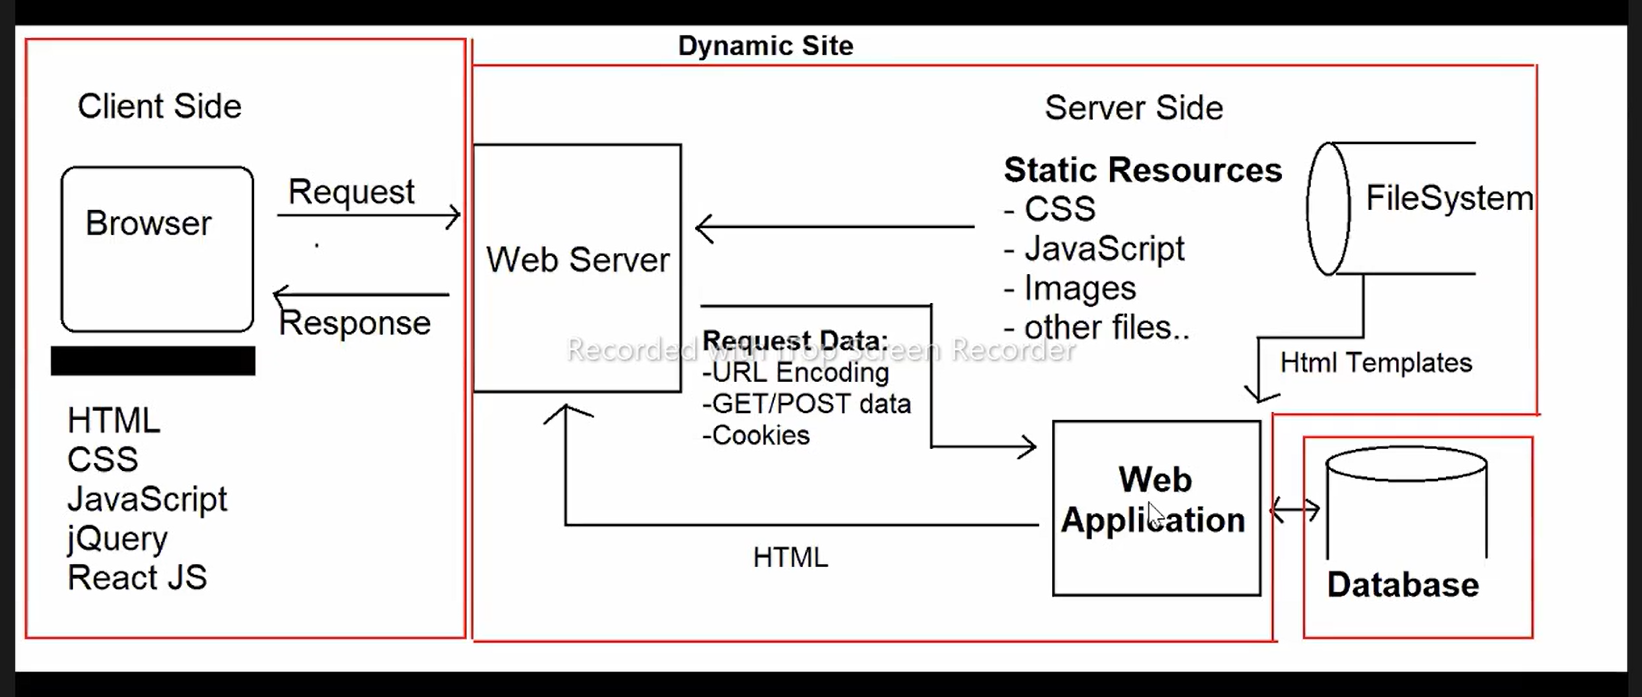 Dynamic Site
Client Side
Browser
Request
Response
HTML
CSS
JavaScript
jQuery
React JS
Web Server
Server Side
Static Resources
- CSS
- JavaScript
- Images
- other files..
FileSystem
Html Templates
Request Data:
-URL Encoding
-GET/POST data
-Cookies
Recorded with iTop Screen Recorder
Web
Application
HTML
Database